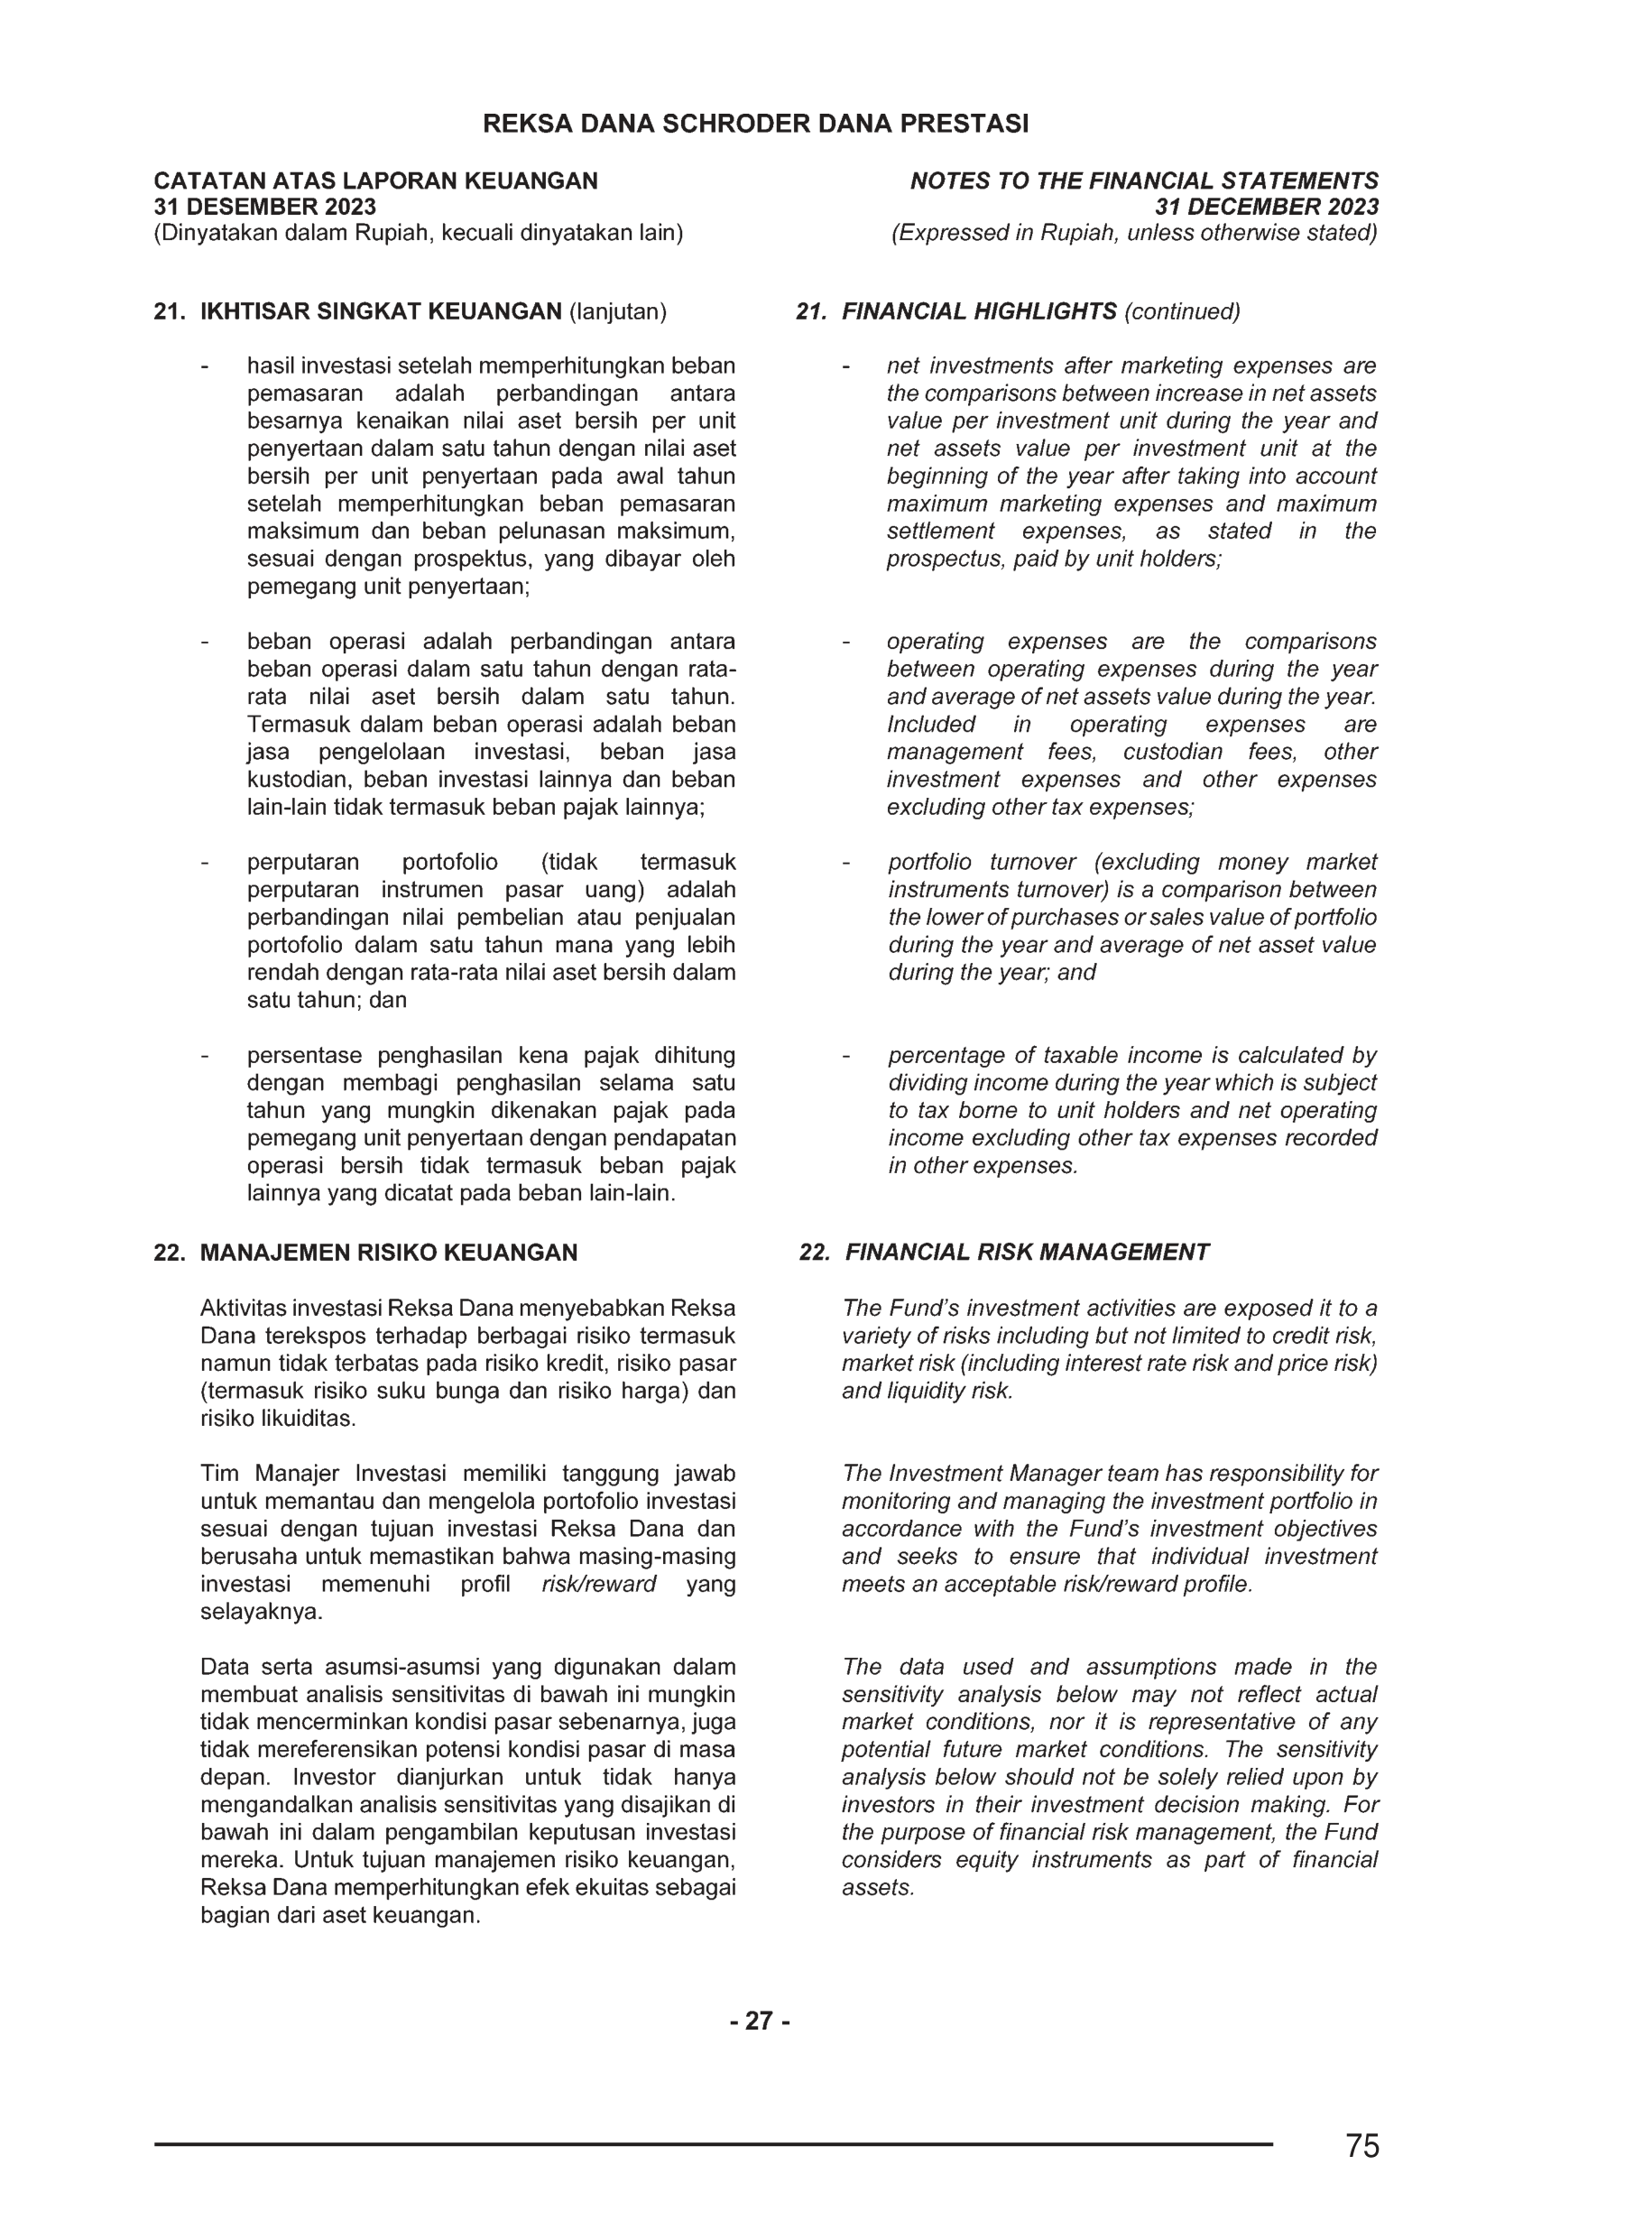 REKSA DANA SCHRODER DANA PRESTASI
CATATAN ATAS LAPORAN KEUANGAN
31 DESEMBER 2023
(Dinyatakan dalam Rupiah, kecuali dinyatakan lain)
NOTES TO THE FINANCIAL STATEMENTS
31 DECEMBER 2023
(Expressed in Rupiah, unless otherwise stated)
21. IKHTISAR SINGKAT KEUANGAN (lanjutan)
- hasil investasi setelah memperhitungkan beban
pemasaran adalah perbandingan antara
besarnya kenaikan nilai aset bersih per unit
penyertaan dalam satu tahun dengan nilai aset
bersih per unit penyertaan pada awal tahun
setelah memperhitungkan beban pemasaran
maksimum dan beban pelunasan maksimum,
sesuai dengan prospektus, yang dibayar oleh
pemegang unit penyertaan;
- beban operasi adalah perbandingan antara
beban operasi dalam satu tahun dengan rata-
rata nilai aset bersih dalam satu tahun.
Termasuk dalam beban operasi adalah beban
jasa pengelolaan investasi, beban jasa
kustodian, beban investasi lainnya dan beban
lain-lain tidak termasuk beban pajak lainnya;
- perputaran portofolio (tidak termasuk
perputaran instrumen pasar uang) adalah
perbandingan nilai pembelian atau penjualan
portofolio dalam satu tahun mana yang lebih
rendah dengan rata-rata nilai aset bersih dalam
satu tahun; dan
- persentase penghasilan kena pajak dihitung
dengan membagi penghasilan selama satu
tahun yang mungkin dikenakan pajak pada
pemegang unit penyertaan dengan pendapatan
operasi bersih tidak termasuk beban pajak
lainnya yang dicatat pada beban lain-lain.
21. FINANCIAL HIGHLIGHTS (continued)
- net investments after marketing expenses are
the comparisons between increase in net assets
value per investment unit during the year and
net assets value per investment unit at the
beginning of the year after taking into account
maximum marketing expenses and maximum
settlement expenses, as stated in the
prospectus, paid by unit holders;
- operating expenses are the comparisons
between operating expenses during the year
and average of net assets value during the year.
Included in operating expenses are
management fees, custodian fees, other
investment expenses and other expenses
excluding other tax expenses;
- portfolio turnover (excluding money market
instruments turnover) is a comparison between
the lower of purchases or sales value of portfolio
during the year and average of net asset value
during the year; and
- percentage of taxable income is calculated by
dividing income during the year which is subject
to tax borne to unit holders and net operating
income excluding other tax expenses recorded
in other expenses.
22. MANAJEMEN RISIKO KEUANGAN
Aktivitas investasi Reksa Dana menyebabkan Reksa
Dana terekspos terhadap berbagai risiko termasuk
namun tidak terbatas pada risiko kredit, risiko pasar
(termasuk risiko suku bunga dan risiko harga) dan
risiko likuiditas.
Tim Manajer Investasi memiliki tanggung jawab
untuk memantau dan mengelola portofolio investasi
sesuai dengan tujuan investasi Reksa Dana dan
berusaha untuk memastikan bahwa masing-masing
investasi memenuhi profil risk/reward yang
selayaknya.
Data serta asumsi-asumsi yang digunakan dalam
membuat analisis sensitivitas di bawah ini mungkin
tidak mencerminkan kondisi pasar sebenarnya, juga
tidak mereferensikan potensi kondisi pasar di masa
depan. Investor dianjurkan untuk tidak hanya
mengandalkan analisis sensitivitas yang disajikan di
bawah ini dalam pengambilan keputusan investasi
mereka. Untuk tujuan manajemen risiko keuangan,
Reksa Dana memperhitungkan efek ekuitas sebagai
bagian dari aset keuangan.
22. FINANCIAL RISK MANAGEMENT
The Fund's investment activities are exposed it to a
variety of risks including but not limited to credit risk,
market risk (including interest rate risk and price risk)
and liquidity risk.
The Investment Manager team has responsibility for
monitoring and managing the investment portfolio in
accordance with the Fund's investment objectives
and seeks to ensure that individual investment
meets an acceptable risk/reward profile.
The data used and assumptions made in the
sensitivity analysis below may not reflect actual
market conditions, nor it is representative of any
potential future market conditions. The sensitivity
analysis below should not be solely relied upon by
investors in their investment decision making. For
the purpose of financial risk management, the Fund
considers equity instruments as part of financial
assets.
- 27 -
75